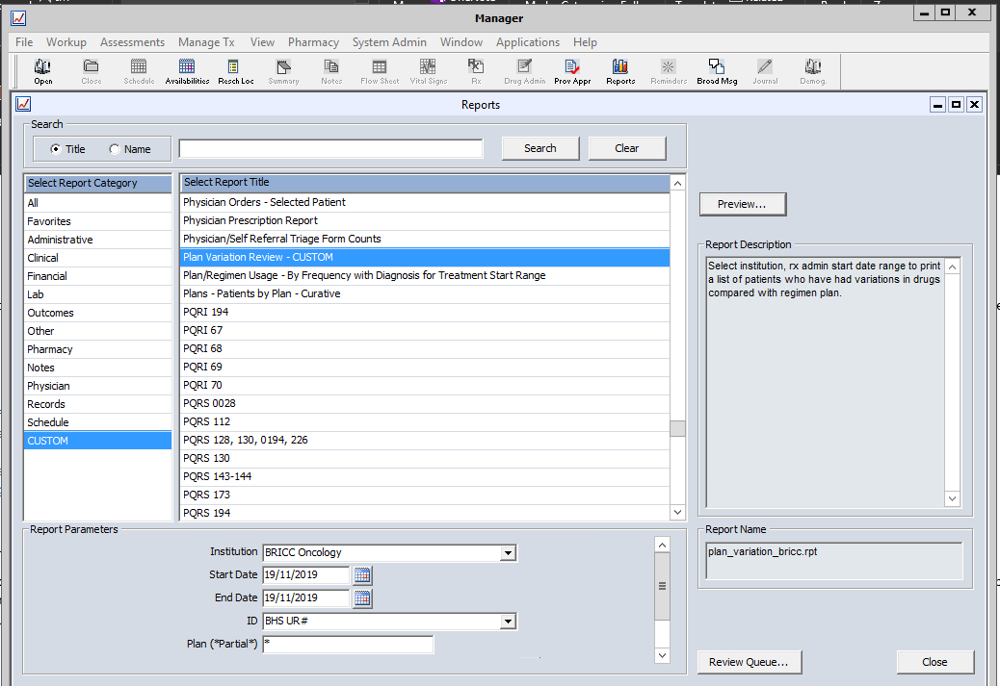 Manager
File Workup Assessments Manage Tx View Pharmacy System Admin Window Applications Help
Open Close Schedule Availabilities Resch Loc Summary Notes Flow Sheet Vital Signs Rx Drug Admin Prov Appr Reports Reminders Broad Msg Journal Demog.
Reports
Search
Title Name Search Clear
Select Report Category
All
Favorites
Administrative
Clinical
Financial
Lab
Outcomes
Other
Pharmacy
Notes
Physician
Records
Schedule
CUSTOM
Select Report Title
Physician Orders - Selected Patient
Physician Prescription Report
Physician/Self Referral Triage Form Counts
Plan Variation Review - CUSTOM
Plan/Regimen Usage - By Frequency with Diagnosis for Treatment Start Range
Plans - Patients by Plan - Curative
PQRI 194
PQRI 67
PQRI 68
PQRI 69
PQRI 70
PQRS 0028
PQRS 112
PQRS 128, 130, 0194, 226
PQRS 130
PQRS 143-144
PQRS 173
PQRS 194
Preview...
Report Description
Select institution, rx admin start date range to print
a list of patients who have had variations in drugs
compared with regimen plan.
Report Parameters
Institution BRICC Oncology
Start Date 19/11/2019
End Date 19/11/2019
ID BHS UR#
Plan (*Partial*) *
Report Name
plan_variation_bricc.rpt
Review Queue... Close